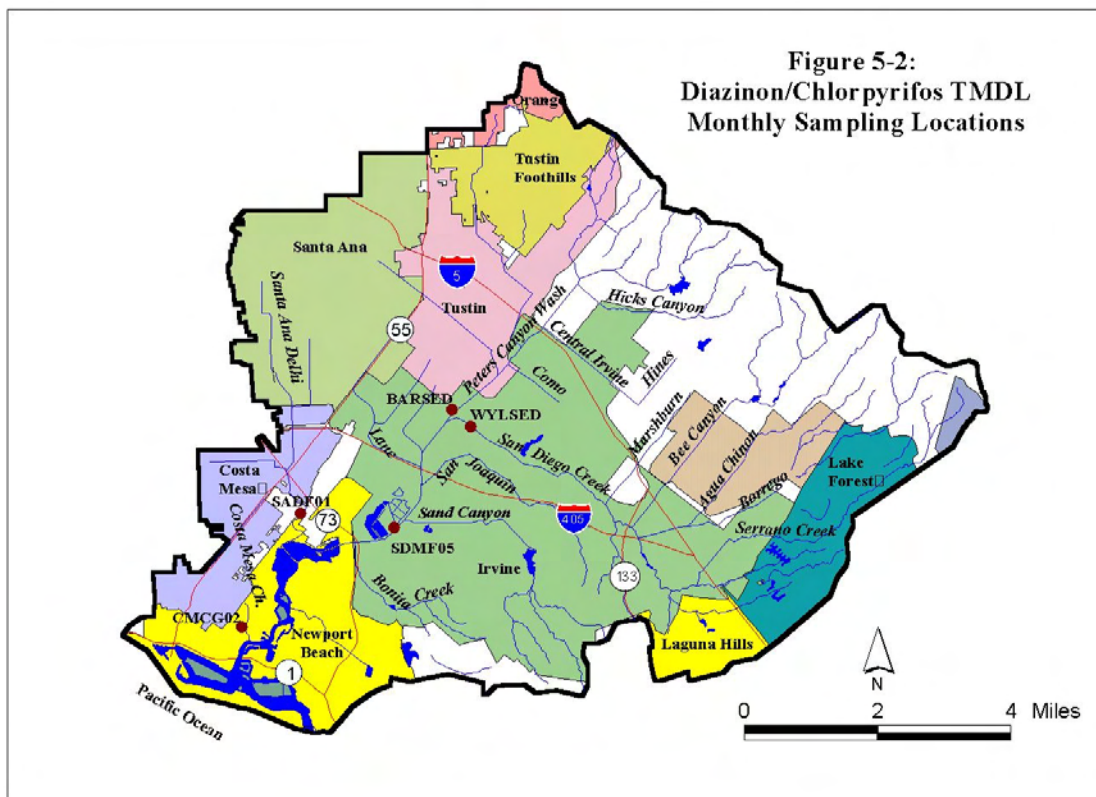 Figure 5-2:
Diazinon/Chlorpyrifos TMDL
Monthly Sampling Locations
Orange
Tustin
Foothills
Santa Ana
5
Santa Ana Delhi
Tustin
55
Peters Canyon Wash
Hicks Canyon
Central Irvine
Hines
Como
BARSED
WYLSED
Marshburn
Bee Canyon
Agua Chinon
Borrego
Lane
San Diego Creek
San Joaquin
Lake
Forest
Costa
Mesa
SADF01
73
Costa Mesa Ch.
Sand Canyon
SDMF05
405
Serrano Creek
Irvine
133
Bonita Creek
CMCG02
Newport
Beach
Laguna Hills
1
Pacific Ocean
N
0 2 4 Miles